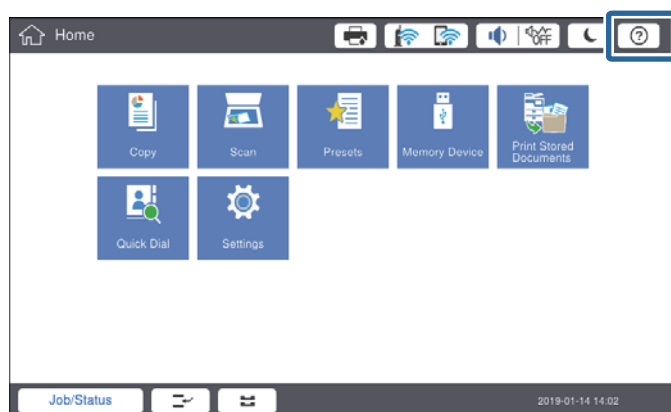 Home
OFF
?
Copy
Scan
Presets
Memory Device
Print Stored
Documents
Quick Dial
Settings
Job/Status
2019-01-14 14:02